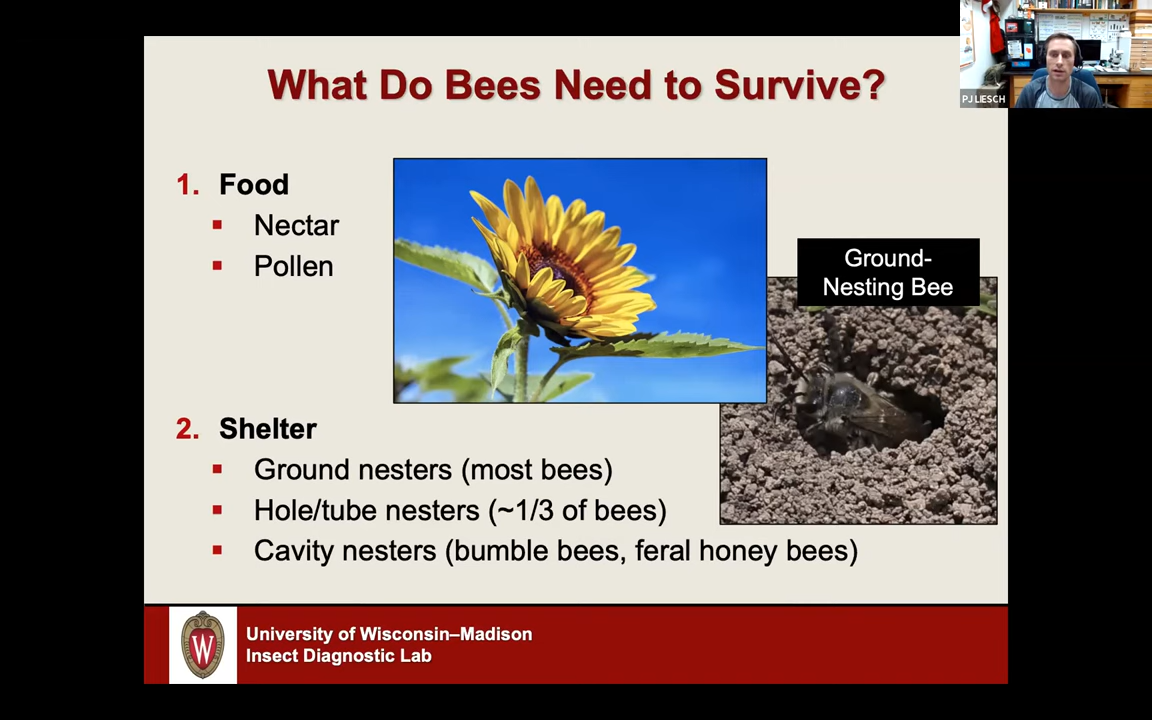 What Do Bees Need to Survive?
PJ LIESCH
1. Food
▪ Nectar
▪ Pollen
Ground-
Nesting Bee
2. Shelter
▪ Ground nesters (most bees)
▪ Hole/tube nesters (~1/3 of bees)
▪ Cavity nesters (bumble bees, feral honey bees)
W
University of Wisconsin–Madison
Insect Diagnostic Lab